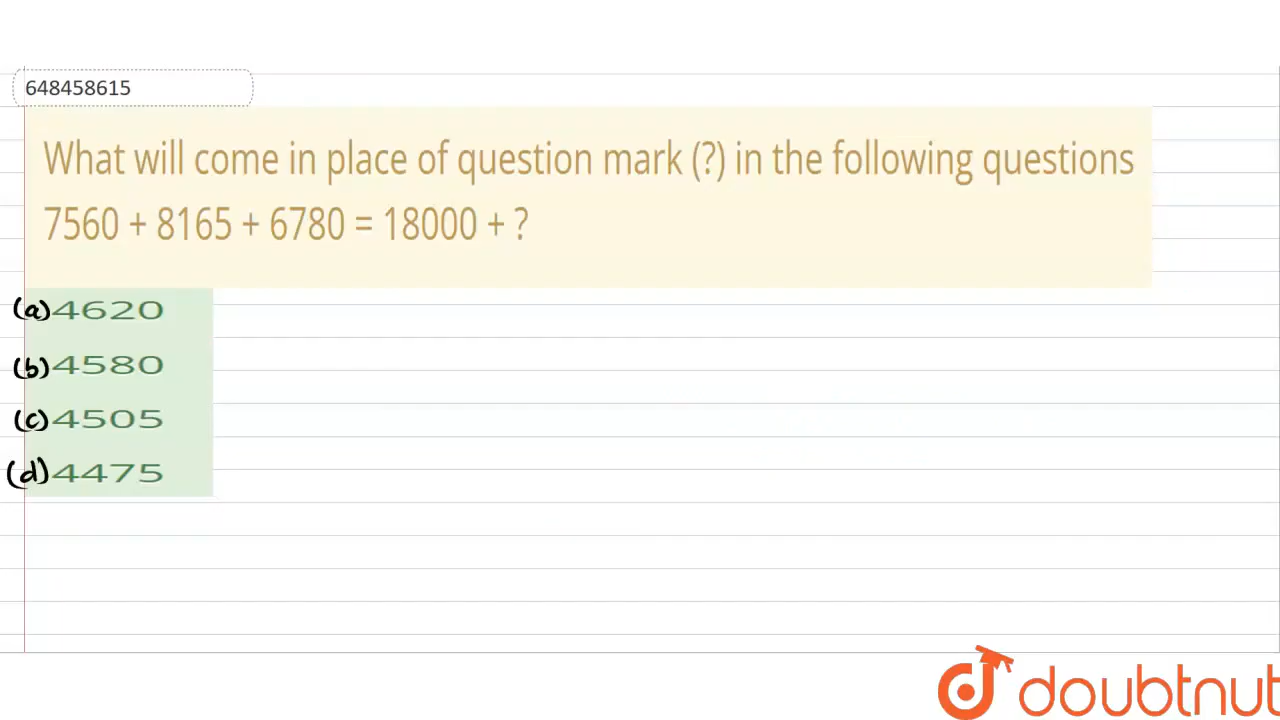 648458615
What will come in place of question mark (?) in the following questions
7560 + 8165 + 6780 = 18000 + ?
(a) 4620
(b) 4580
(c) 4505
(d) 4475
doubtnut